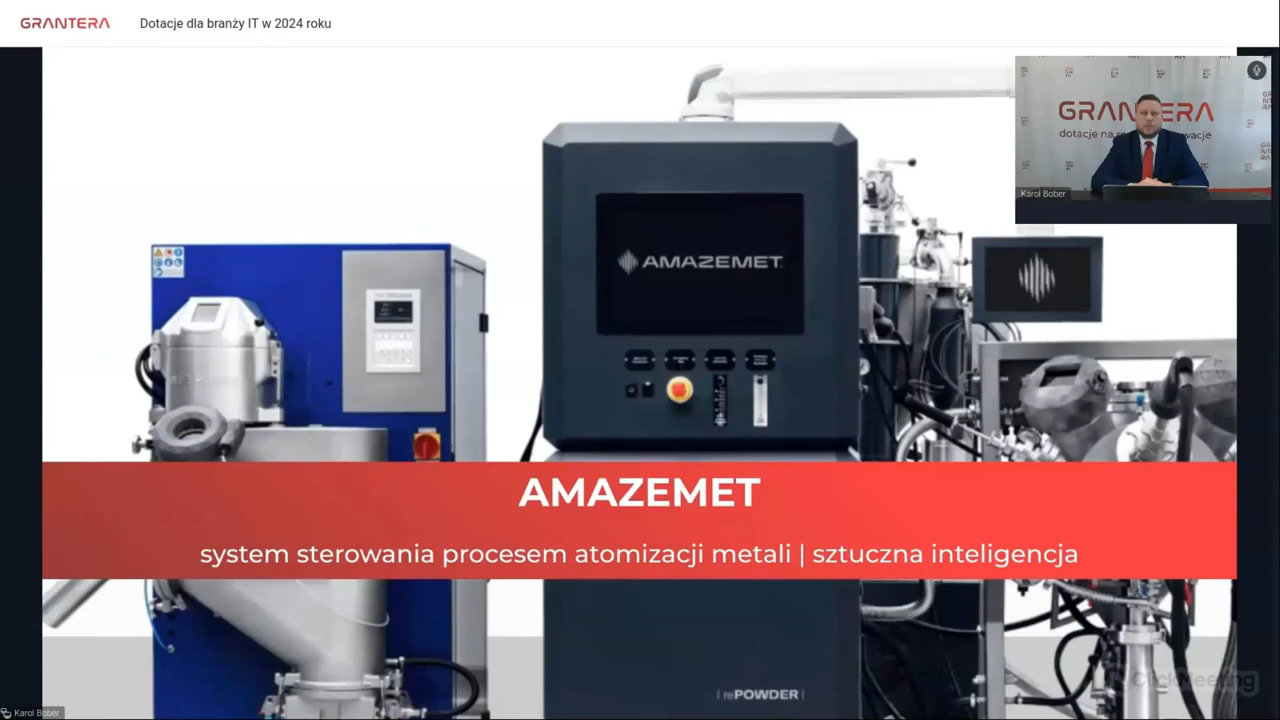 GRANTERA
Dotacje dla branży IT w 2024 roku
GRANTERA
Karol Bober
AMAZEMET
AMAZEMET
system sterowania procesem atomizacji metali | sztuczna inteligencja
| rePOWDER |
ClickMeeting
Karol Bober